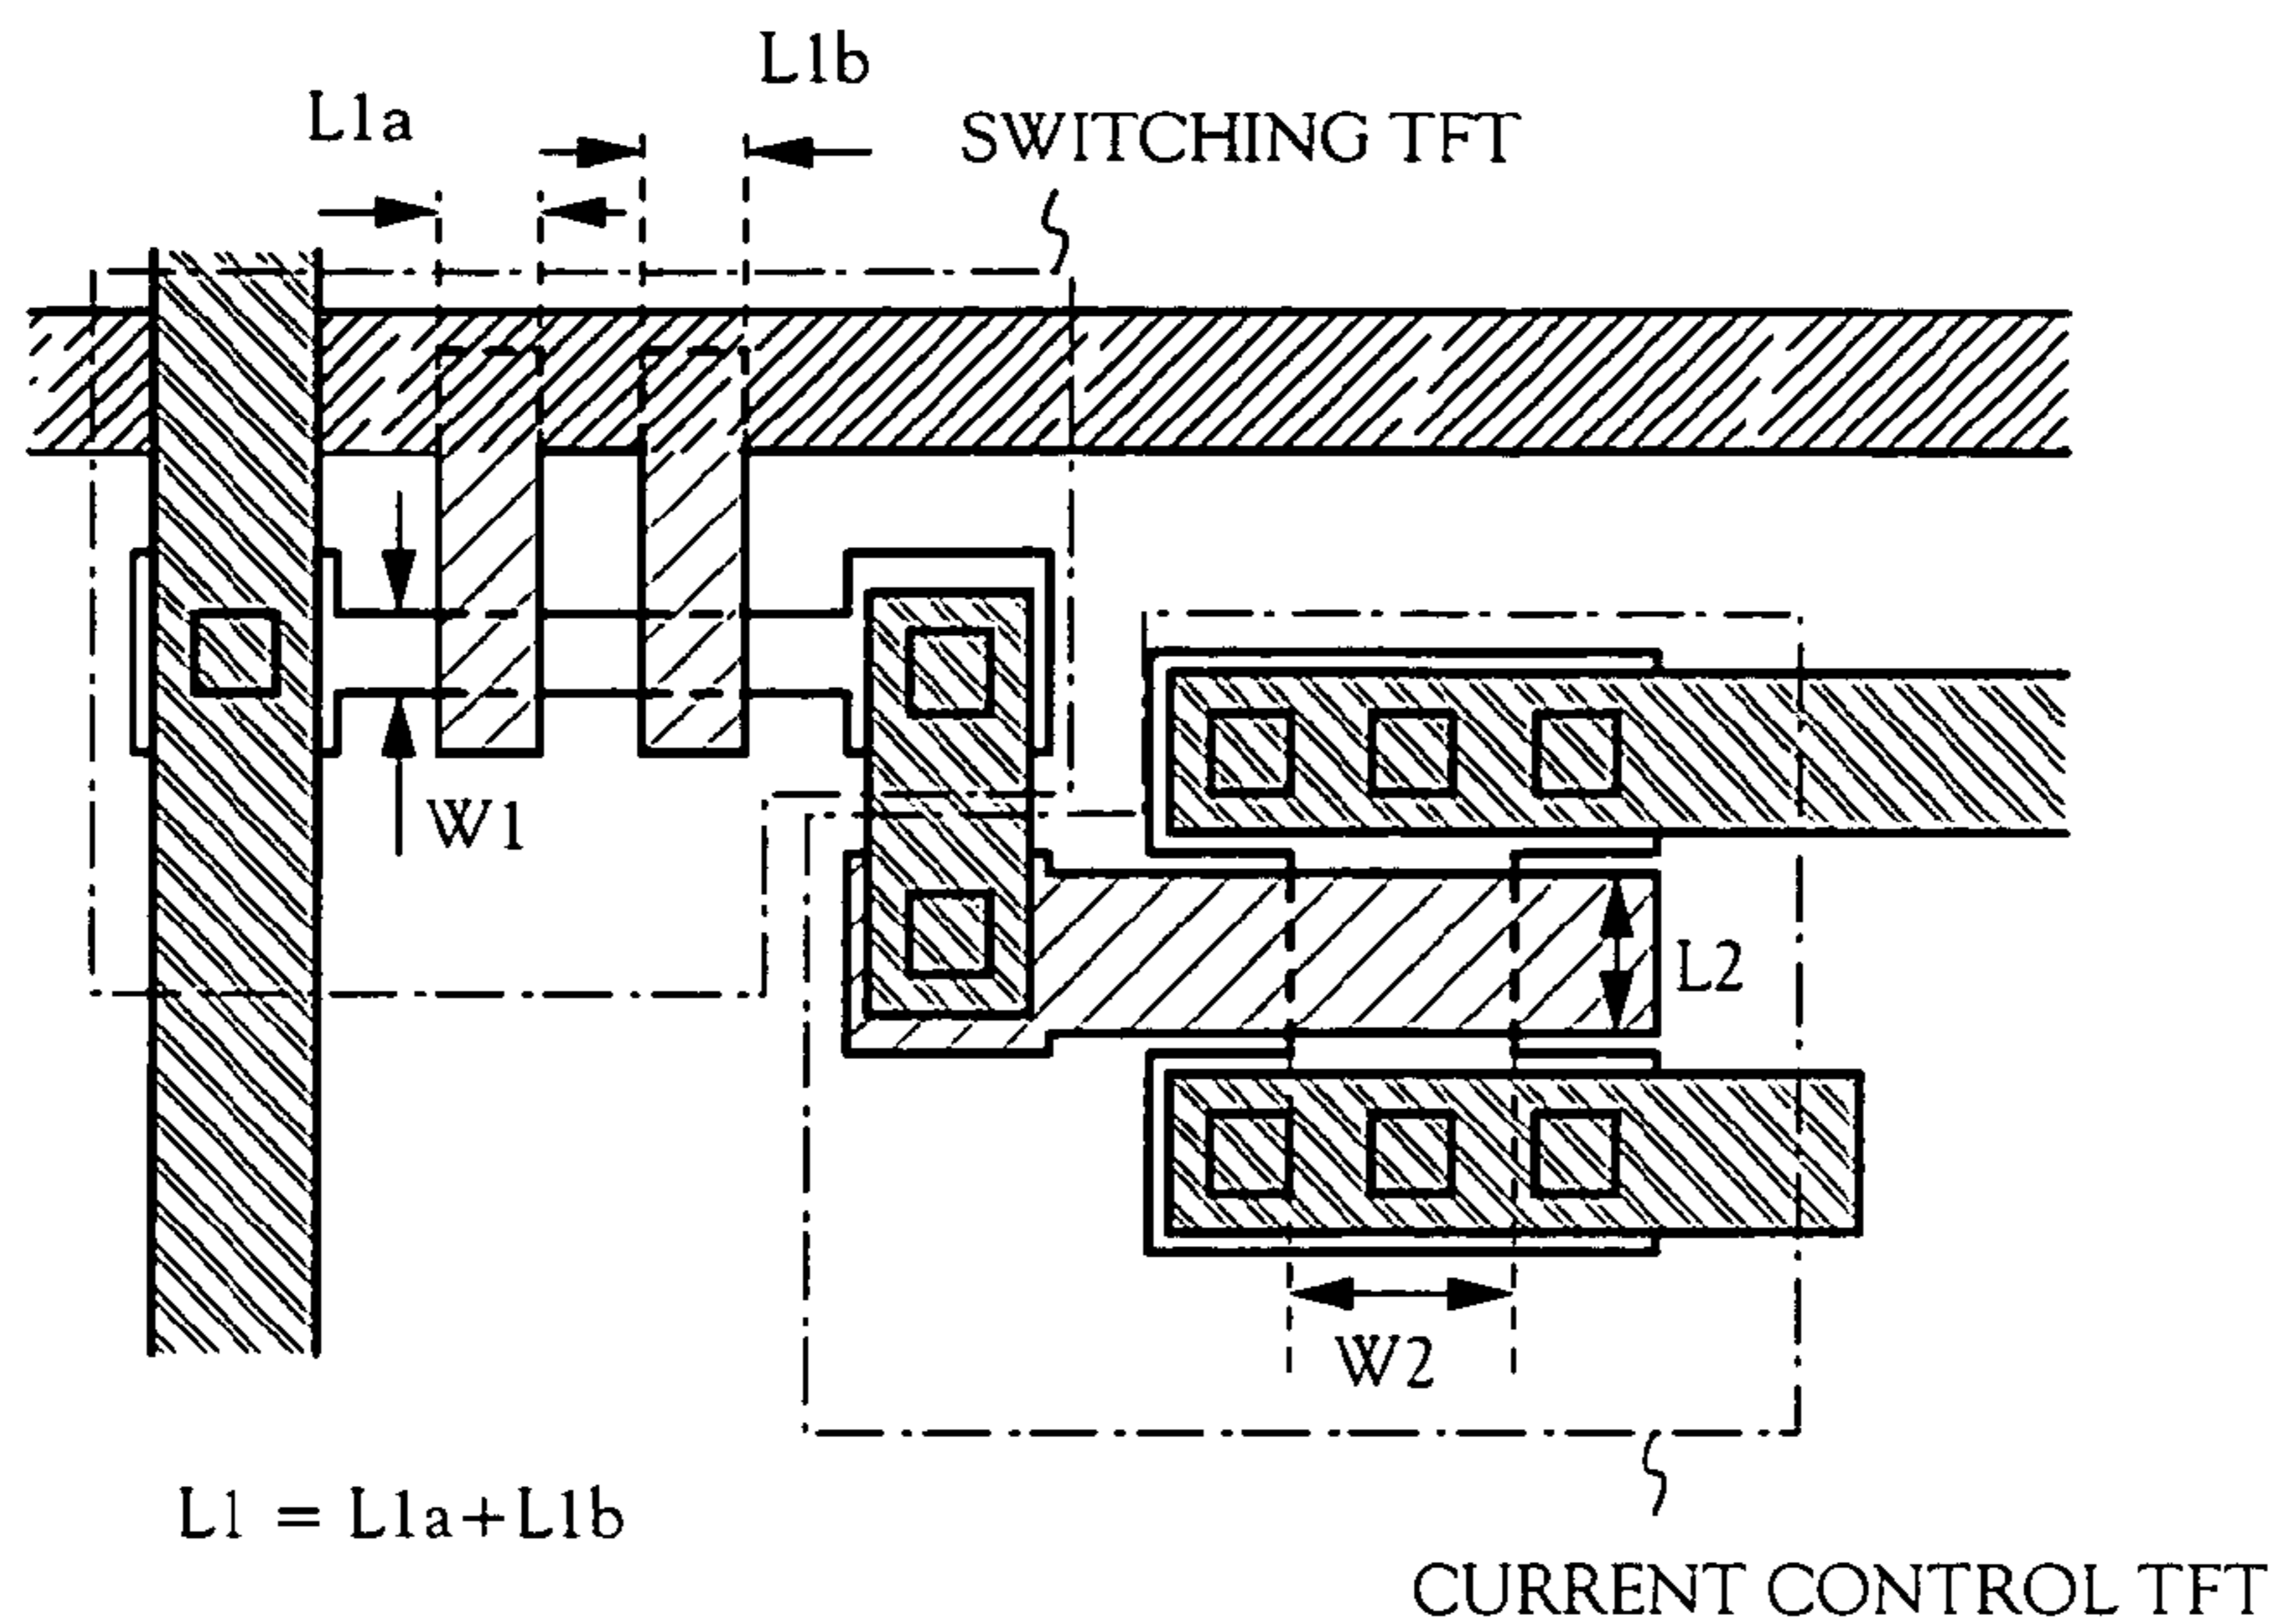 L1b
L1a
SWITCHING TFT
W1
L2
W2
L1 = L1a+L1b
CURRENT CONTROL TFT